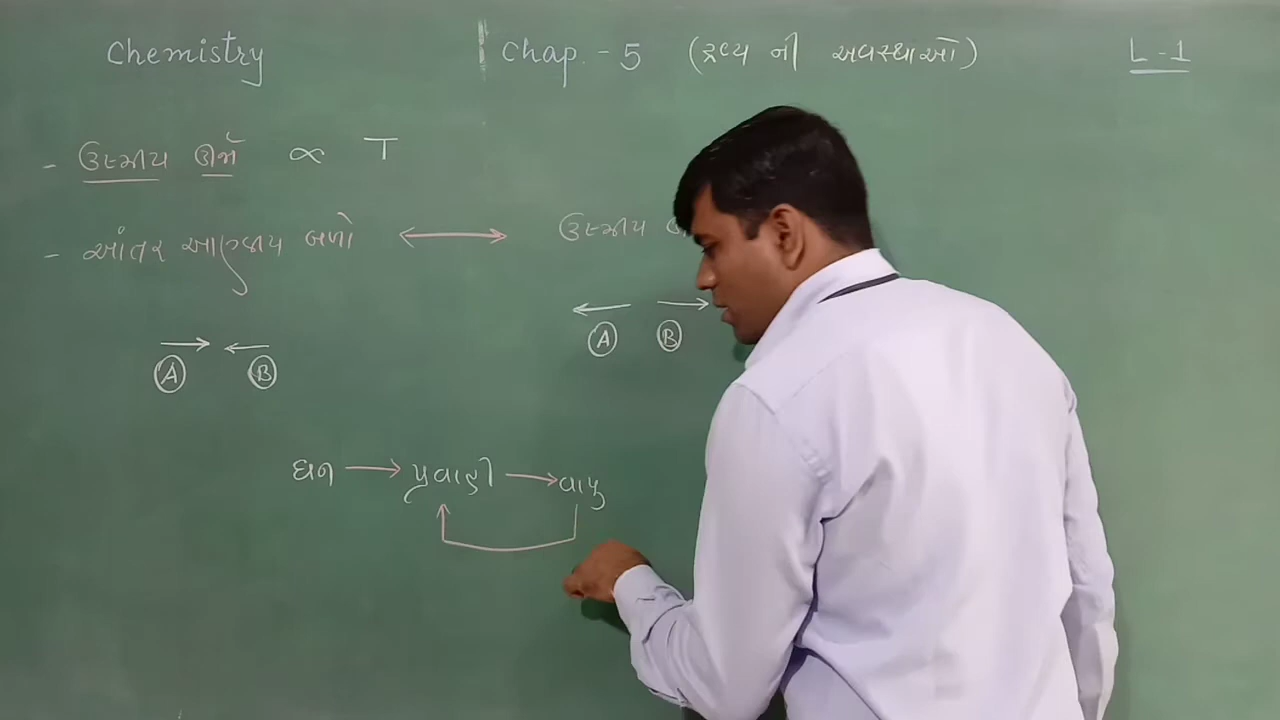 Chemistry Chap. - 5 (દ્રવ્ય ની અવસ્થાઓ) L - 1
- ઉષ્મીય ઊર્જા ∝ T
- આંતર આણ્વીય બળો ⟷ ઉષ્મીય
A B
A B
ઘન → પ્રવાહી → વાયુ